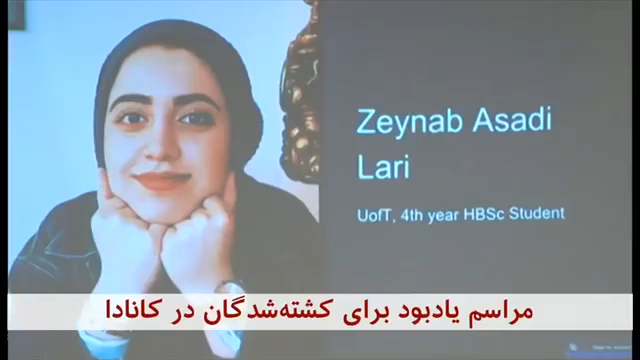 Zeynab Asadi
Lari
UofT, 4th year HBSc Student
مراسم یادبود برای کشته‌شدگان در کانادا